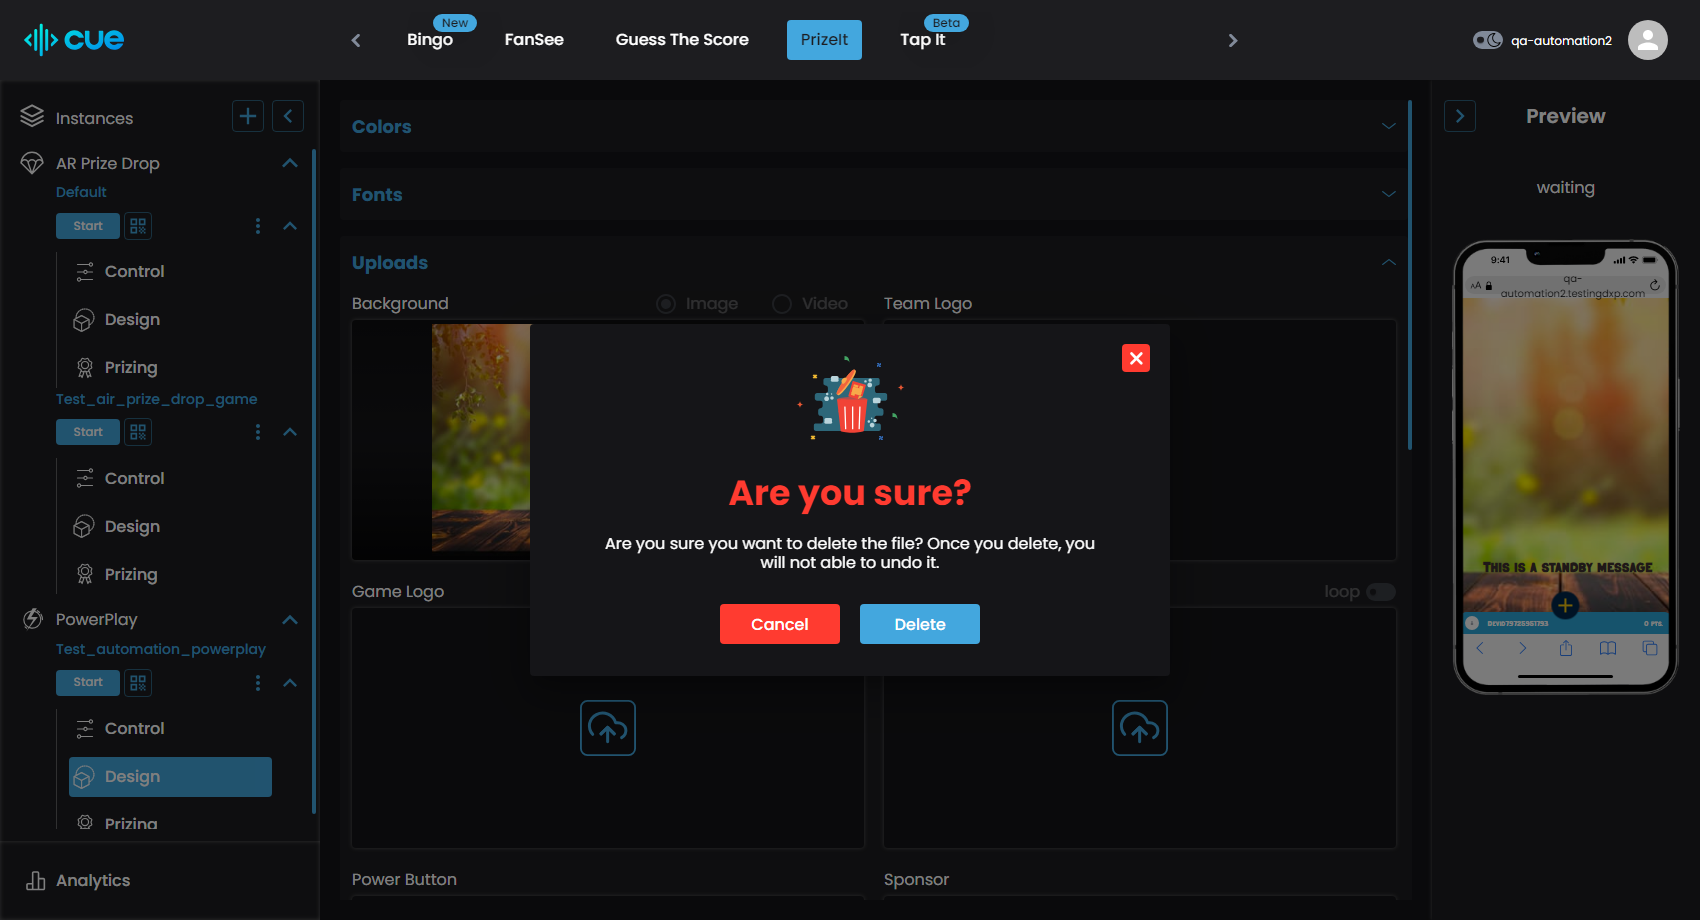 cue
Bingo
New
FanSee
Guess The Score
PrizeIt
Tap It
Beta
qa-automation2
Instances
AR Prize Drop
Default
Start
Control
Design
Prizing
Test_air_prize_drop_game
Start
Control
Design
Prizing
PowerPlay
Test_automation_powerplay
Start
Control
Design
Prizing
Analytics
Colors
Fonts
Uploads
Background
Image
Video
Team Logo
Are you sure?
Are you sure you want to delete the file? Once you delete, you
will not able to undo it.
Cancel
Delete
Game Logo
loop
Power Button
Sponsor
Preview
waiting
9:41
AA
qa-
automation2.testingdxp.com
This is a standby message
0 PTS.